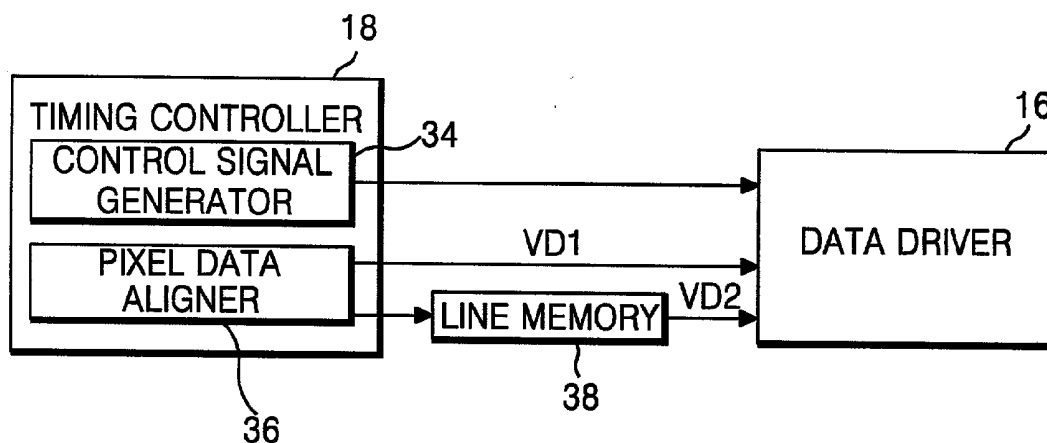 18
TIMING CONTROLLER
34
CONTROL SIGNAL
GENERATOR
PIXEL DATA
ALIGNER
36
VD1
LINE MEMORY
38
VD2
16
DATA DRIVER